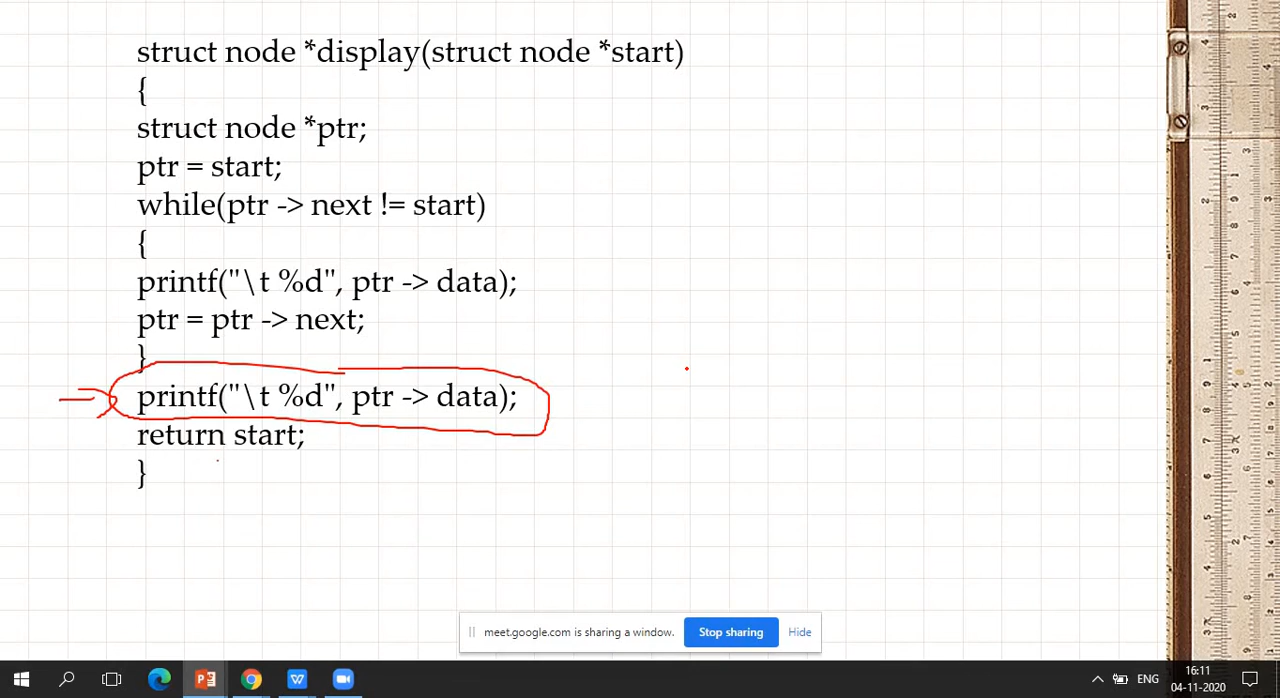 struct node *display(struct node *start)
{
struct node *ptr;
ptr = start;
while(ptr -> next != start)
{
printf("\t %d", ptr -> data);
ptr = ptr -> next;
}
printf("\t %d", ptr -> data);
return start;
}
meet.google.com is sharing a window. Stop sharing Hide
ENG
16:11
04-11-2020